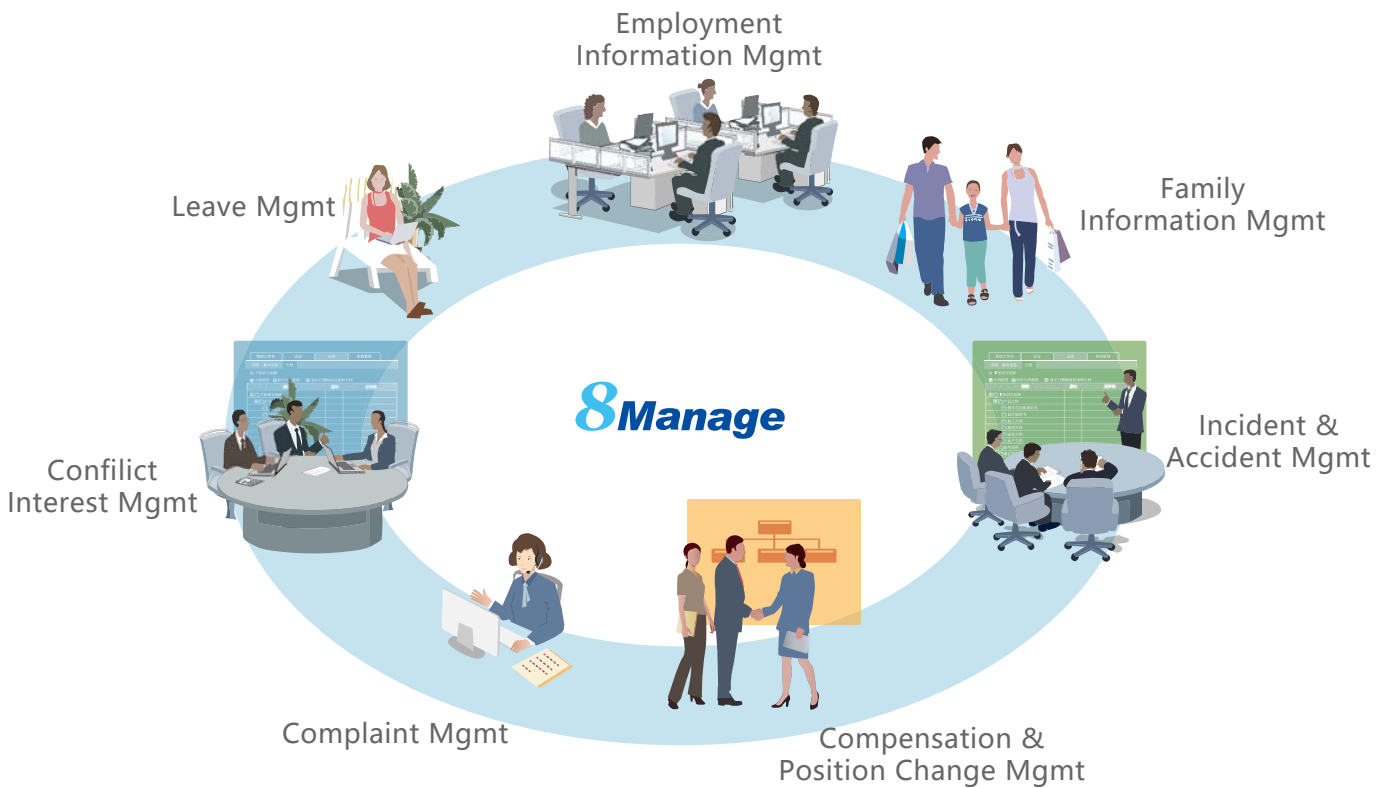 Employment
Information Mgmt
Leave Mgmt
Family
Information Mgmt
8Manage
Confilict
Interest Mgmt
Incident &
Accident Mgmt
Complaint Mgmt
Compensation &
Position Change Mgmt